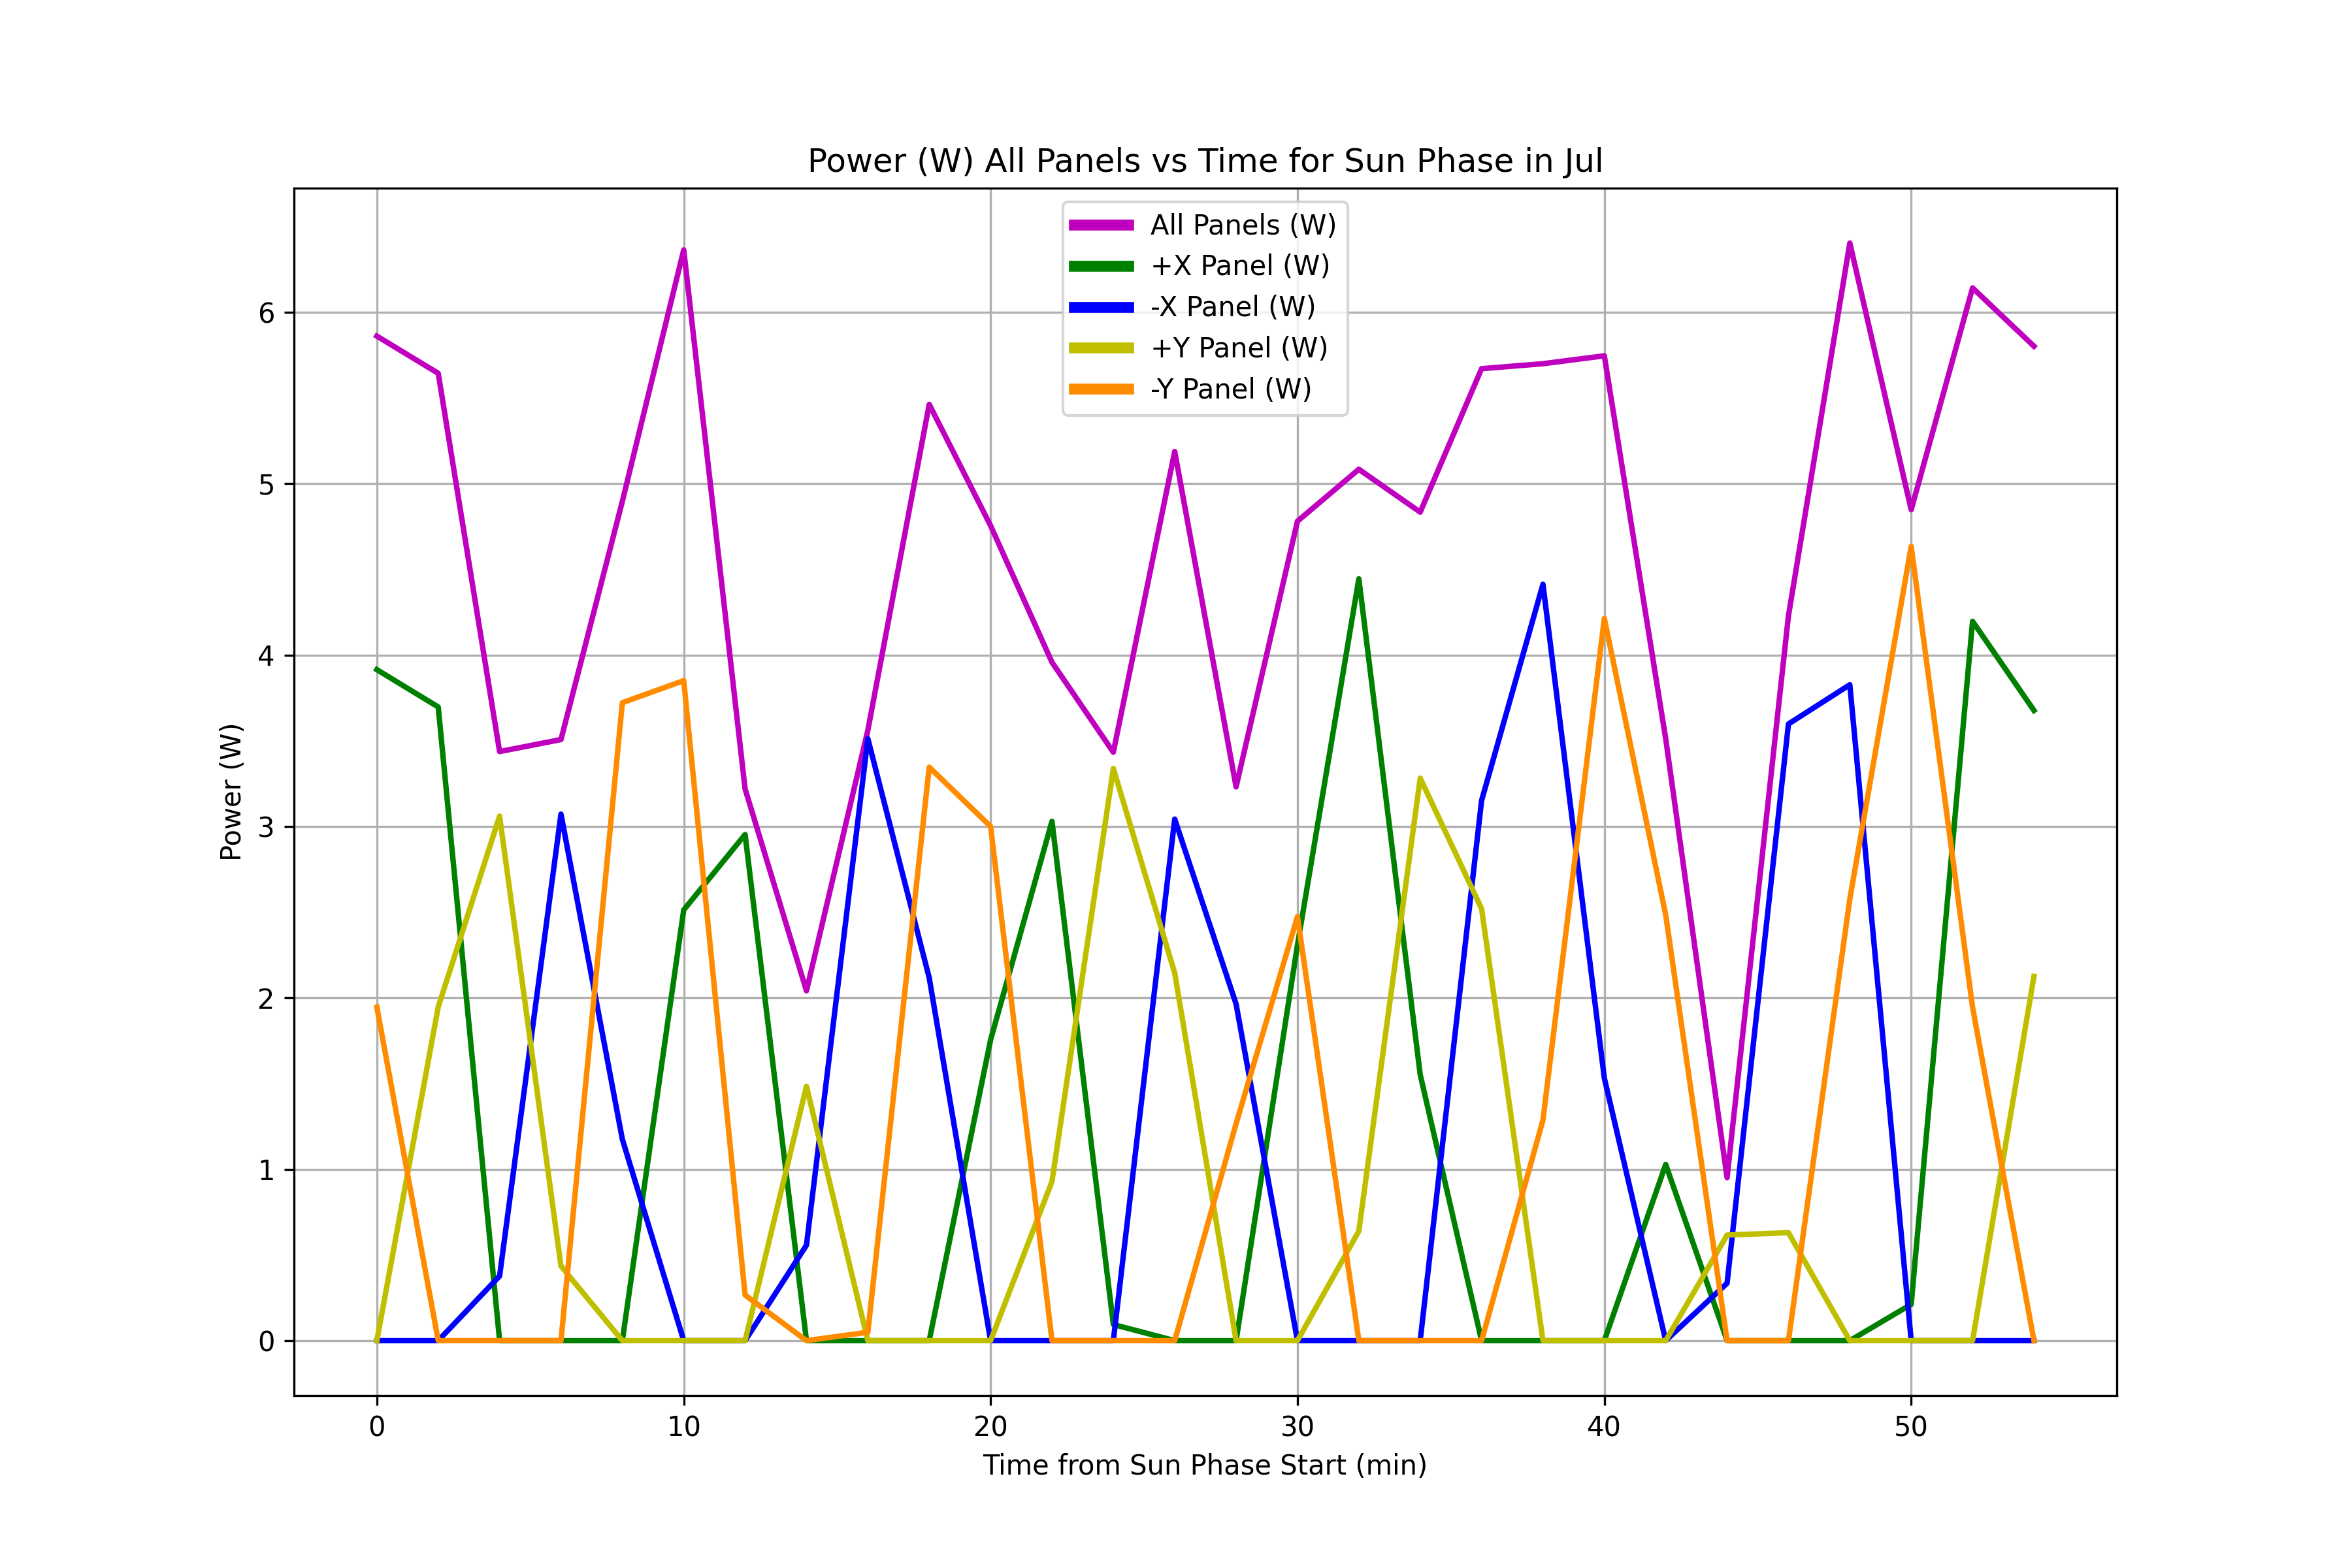 Power (W) All Panels vs Time for Sun Phase in Jul
All Panels (W)
+X Panel (W)
-X Panel (W)
+Y Panel (W)
-Y Panel (W)
6
5
4
3
2
1
0
Power (W)
0 10 20 30 40 50
Time from Sun Phase Start (min)